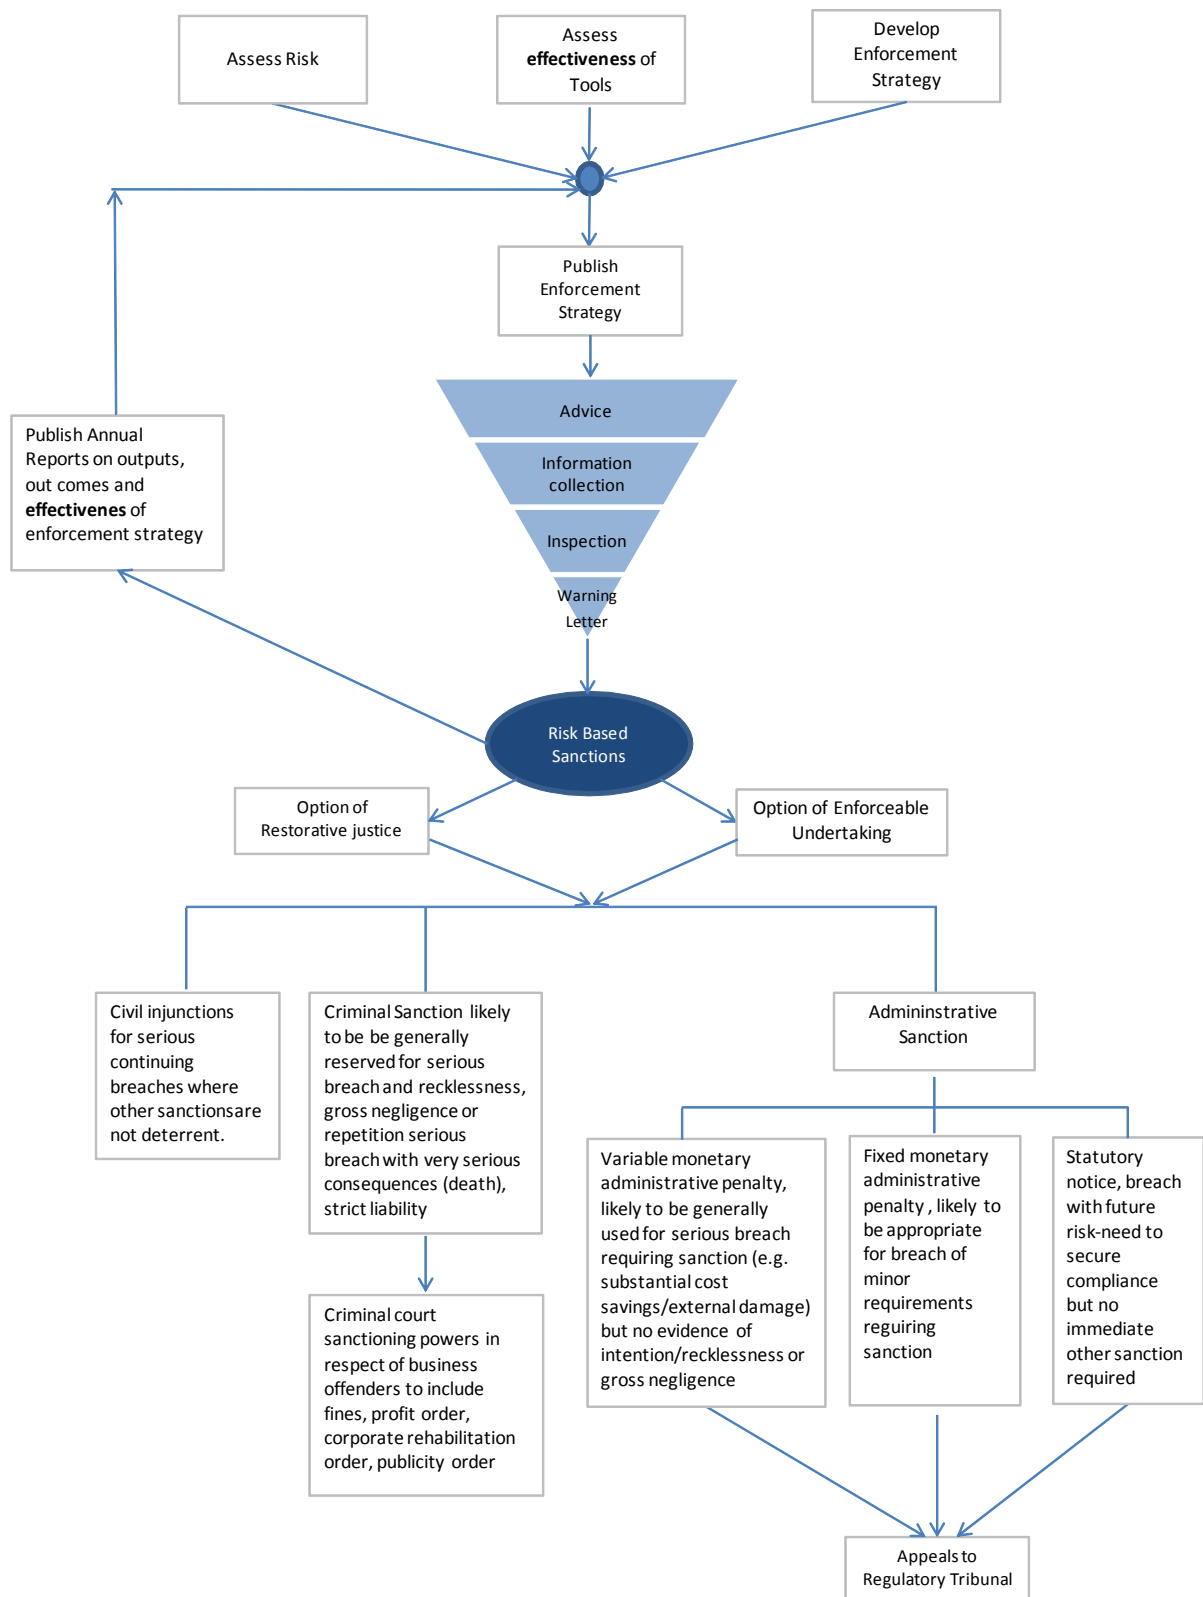 Assess Risk
Assess
effectiveness of
Tools
Develop
Enforcement
Strategy
Publish
Enforcement
Strategy
Advice
Information
collection
Inspection
Warning
Letter
Publish Annual
Reports on outputs,
out comes and
effectivenes of
enforcement strategy
Risk Based
Sanctions
Option of
Restorative justice
Option of Enforceable
Undertaking
Civil injunctions
for serious
continuing
breaches where
other sanctionsare
not deterrent.
Criminal Sanction likely
to be be generally
reserved for serious
breach and recklessness,
gross negligence or
repetition serious
breach with very serious
consequences (death),
strict liability
Admininstrative
Sanction
Variable monetary
administrative penalty,
likely to be generally
used for serious breach
requiring sanction (e.g.
substantial cost
savings/external damage)
but no evidence of
intention/recklessness or
gross negligence
Fixed monetary
administrative
penalty , likely to
be appropriate
for breach of
minor
requirements
reguiring
sanction
Statutory
notice, breach
with future
risk-need to
secure
compliance
but no
immediate
other sanction
required
Criminal court
sanctioning powers in
respect of business
offenders to include
fines, profit order,
corporate rehabilitation
order, publicity order
Appeals to
Regulatory Tribunal